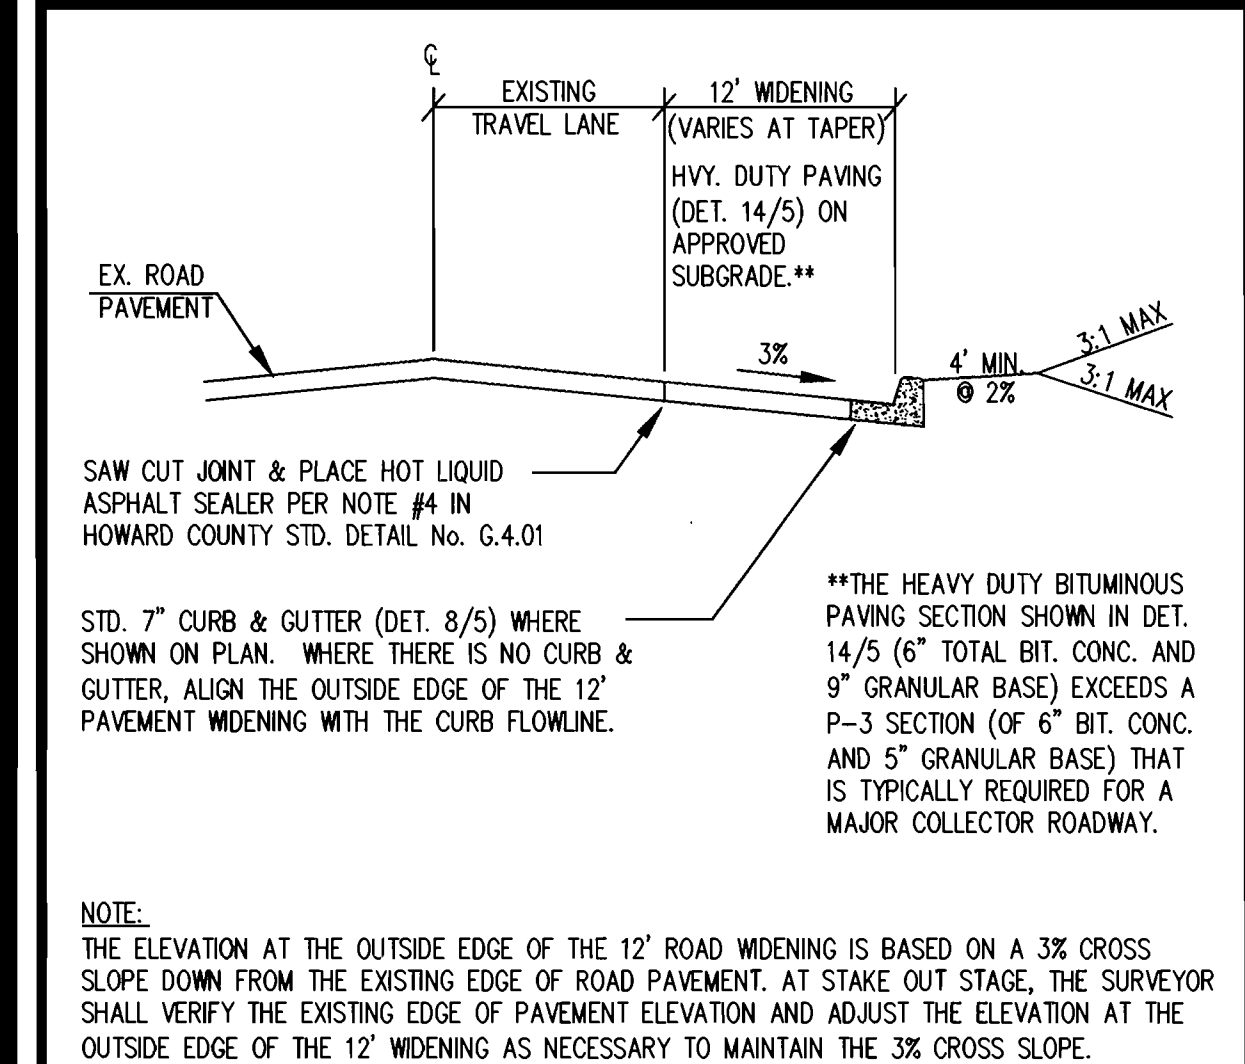 ℄
EXISTING
TRAVEL LANE
12' WIDENING
(VARIES AT TAPER)
HVY. DUTY PAVING
(DET. 14/5) ON
APPROVED
SUBGRADE.**
EX. ROAD
PAVEMENT
3%
4' MIN.
@ 2%
3:1 MAX
3:1 MAX
SAW CUT JOINT & PLACE HOT LIQUID
ASPHALT SEALER PER NOTE #4 IN
HOWARD COUNTY STD. DETAIL No. G.4.01
STD. 7" CURB & GUTTER (DET. 8/5) WHERE
SHOWN ON PLAN. WHERE THERE IS NO CURB &
GUTTER, ALIGN THE OUTSIDE EDGE OF THE 12'
PAVEMENT WIDENING WITH THE CURB FLOWLINE.
**THE HEAVY DUTY BITUMINOUS
PAVING SECTION SHOWN IN DET.
14/5 (6" TOTAL BIT. CONC. AND
9" GRANULAR BASE) EXCEEDS A
P-3 SECTION (OF 6" BIT. CONC.
AND 5" GRANULAR BASE) THAT
IS TYPICALLY REQUIRED FOR A
MAJOR COLLECTOR ROADWAY.
NOTE:
THE ELEVATION AT THE OUTSIDE EDGE OF THE 12' ROAD WIDENING IS BASED ON A 3% CROSS
SLOPE DOWN FROM THE EXISTING EDGE OF ROAD PAVEMENT. AT STAKE OUT STAGE, THE SURVEYOR
SHALL VERIFY THE EXISTING EDGE OF PAVEMENT ELEVATION AND ADJUST THE ELEVATION AT THE
OUTSIDE EDGE OF THE 12' WIDENING AS NECESSARY TO MAINTAIN THE 3% CROSS SLOPE.